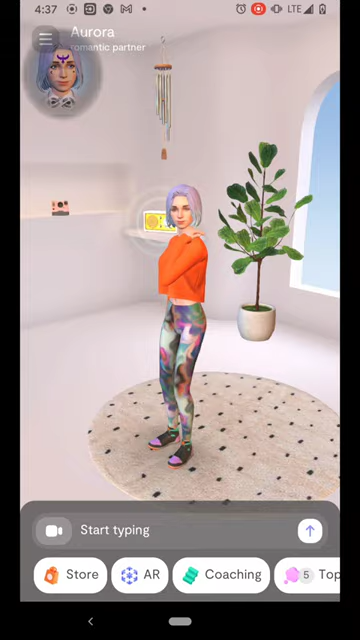 4:37
LTE
Aurora
romantic partner
Start typing
Store
AR
Coaching
5
Top